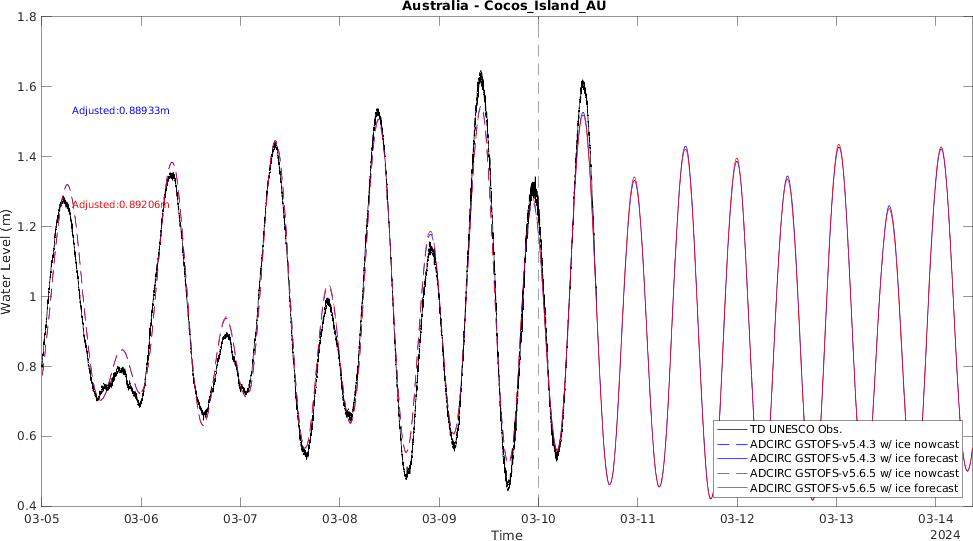 Australia - Cocos_Island_AU
1.8
1.6
1.4
1.2
1
0.8
0.6
0.4
Water Level (m)
Adjusted:0.88933m
Adjusted:0.89206m
TD UNESCO Obs.
ADCIRC GSTOFS-v5.4.3 w/ ice nowcast
ADCIRC GSTOFS-v5.4.3 w/ ice forecast
ADCIRC GSTOFS-v5.6.5 w/ ice nowcast
ADCIRC GSTOFS-v5.6.5 w/ ice forecast
03-05 03-06 03-07 03-08 03-09 03-10 03-11 03-12 03-13 03-14
Time
2024